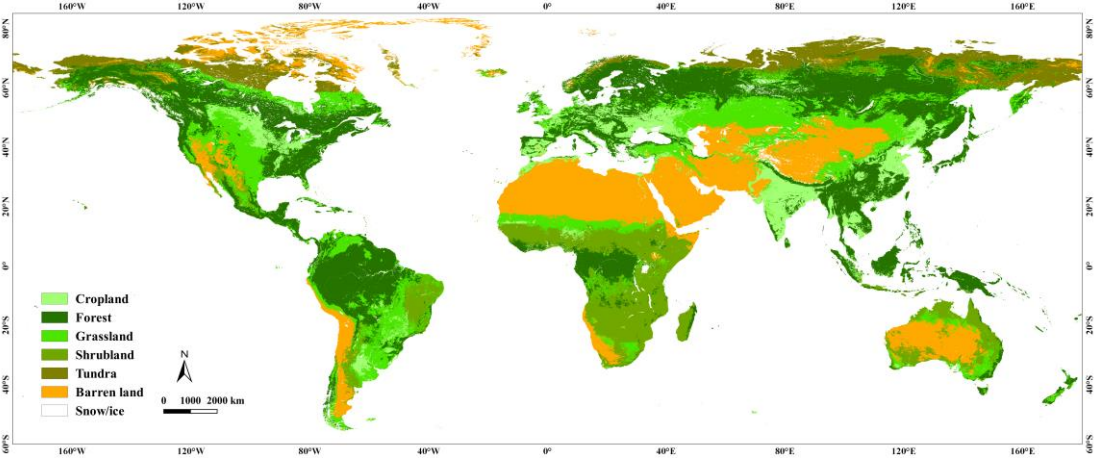 160°W 120°W 80°W 40°W 0° 40°E 80°E 120°E 160°E
80°N 80°N
60°N 60°N
40°N 40°N
20°N 20°N
0° 0°
Cropland
Forest
20°S 20°S
Grassland
Shrubland
N
Tundra
Barren land
40°S 40°S
0 1000 2000 km
Snow/ice
60°S 60°S
160°W 120°W 80°W 40°W 0° 40°E 80°E 120°E 160°E